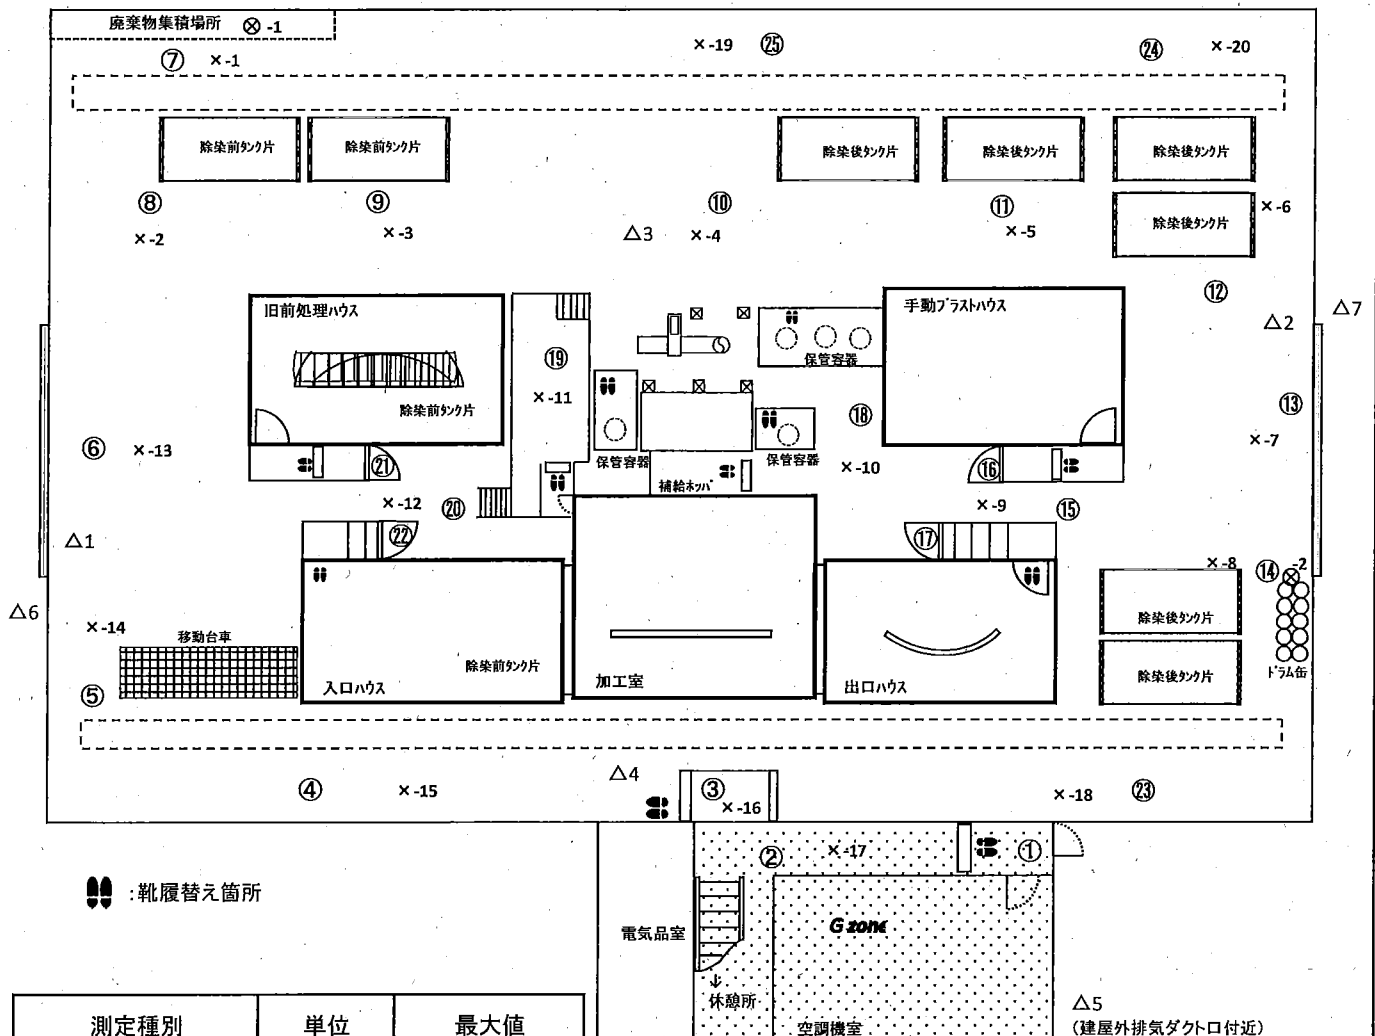 廃棄物集積場所 ⊗ -1
⑦ ×-1
×-19 ㉕
㉔ ×-20
除染前タンク片
除染前タンク片
除染後タンク片
除染後タンク片
除染後タンク片
除染後タンク片
×-6
⑧
×-2
⑨
×-3
△3
⑩
×-4
⑪
×-5
⑫
△2
△7
旧前処理ハウス
除染前タンク片
⑲
×-11
保管容器
手動ブラストハウス
⑱
⑬
×-7
⑥ ×-13
㉑
保管容器
保管容器
補給ホッパ
×-10
⑯
×-12
⑳
㉒
×-9
⑮
⑰
△1
△6
×-8
⑭
⊗-2
×-14
移動台車
⑤
除染前タンク片
入口ハウス
加工室
出口ハウス
除染後タンク片
除染後タンク片
ドラム缶
④
×-15
△4
③
×-16
×-18
㉓
②
×-17
①
:靴履替え箇所
電気品室
G zone
休憩所
空調機室
△5
(建屋外排気ダクト口付近)
測定種別 単位 最大値